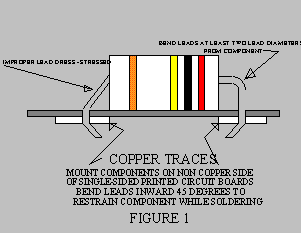 BEND LEADS AT LEAST TWO LEAD DIAMETERS
FROM COMPONENT
IMPROPER LEAD DRESS - STRESSED
COPPER TRACES
MOUNT COMPONENTS ON NON COPPER SIDE
OF SINGLE SIDED PRINTED CIRCUIT BOARDS
BEND LEADS INWARD 45 DEGREES TO
RESTRAIN COMPONENT WHILE SOLDERING
FIGURE 1